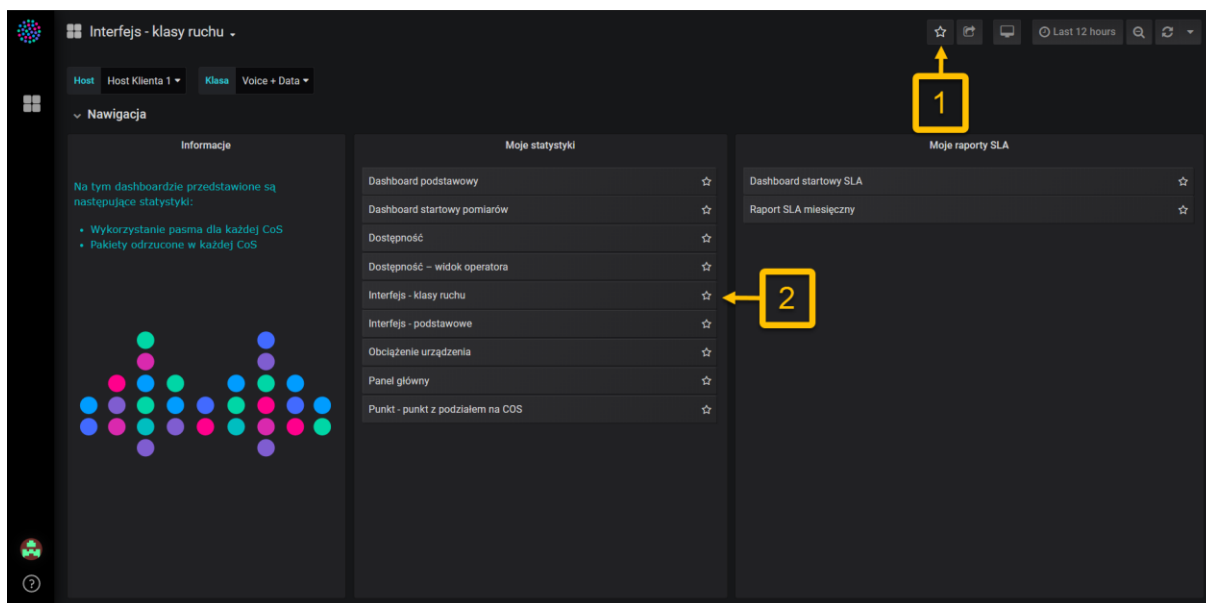 Interfejs - klasy ruchu
Last 12 hours
Host Host Klienta 1 Klasa Voice + Data
1
Nawigacja
Informacje
Na tym dashboardzie przedstawione są
następujące statystyki:
• Wykorzystanie pasma dla każdej CoS
• Pakiety odrzucone w każdej CoS
Moje statystyki
Dashboard podstawowy
Dashboard startowy pomiarów
Dostępność
Dostępność – widok operatora
Interfejs - klasy ruchu
2
Interfejs - podstawowe
Obciążenie urządzenia
Panel główny
Punkt - punkt z podziałem na COS
Moje raporty SLA
Dashboard startowy SLA
Raport SLA miesięczny
?